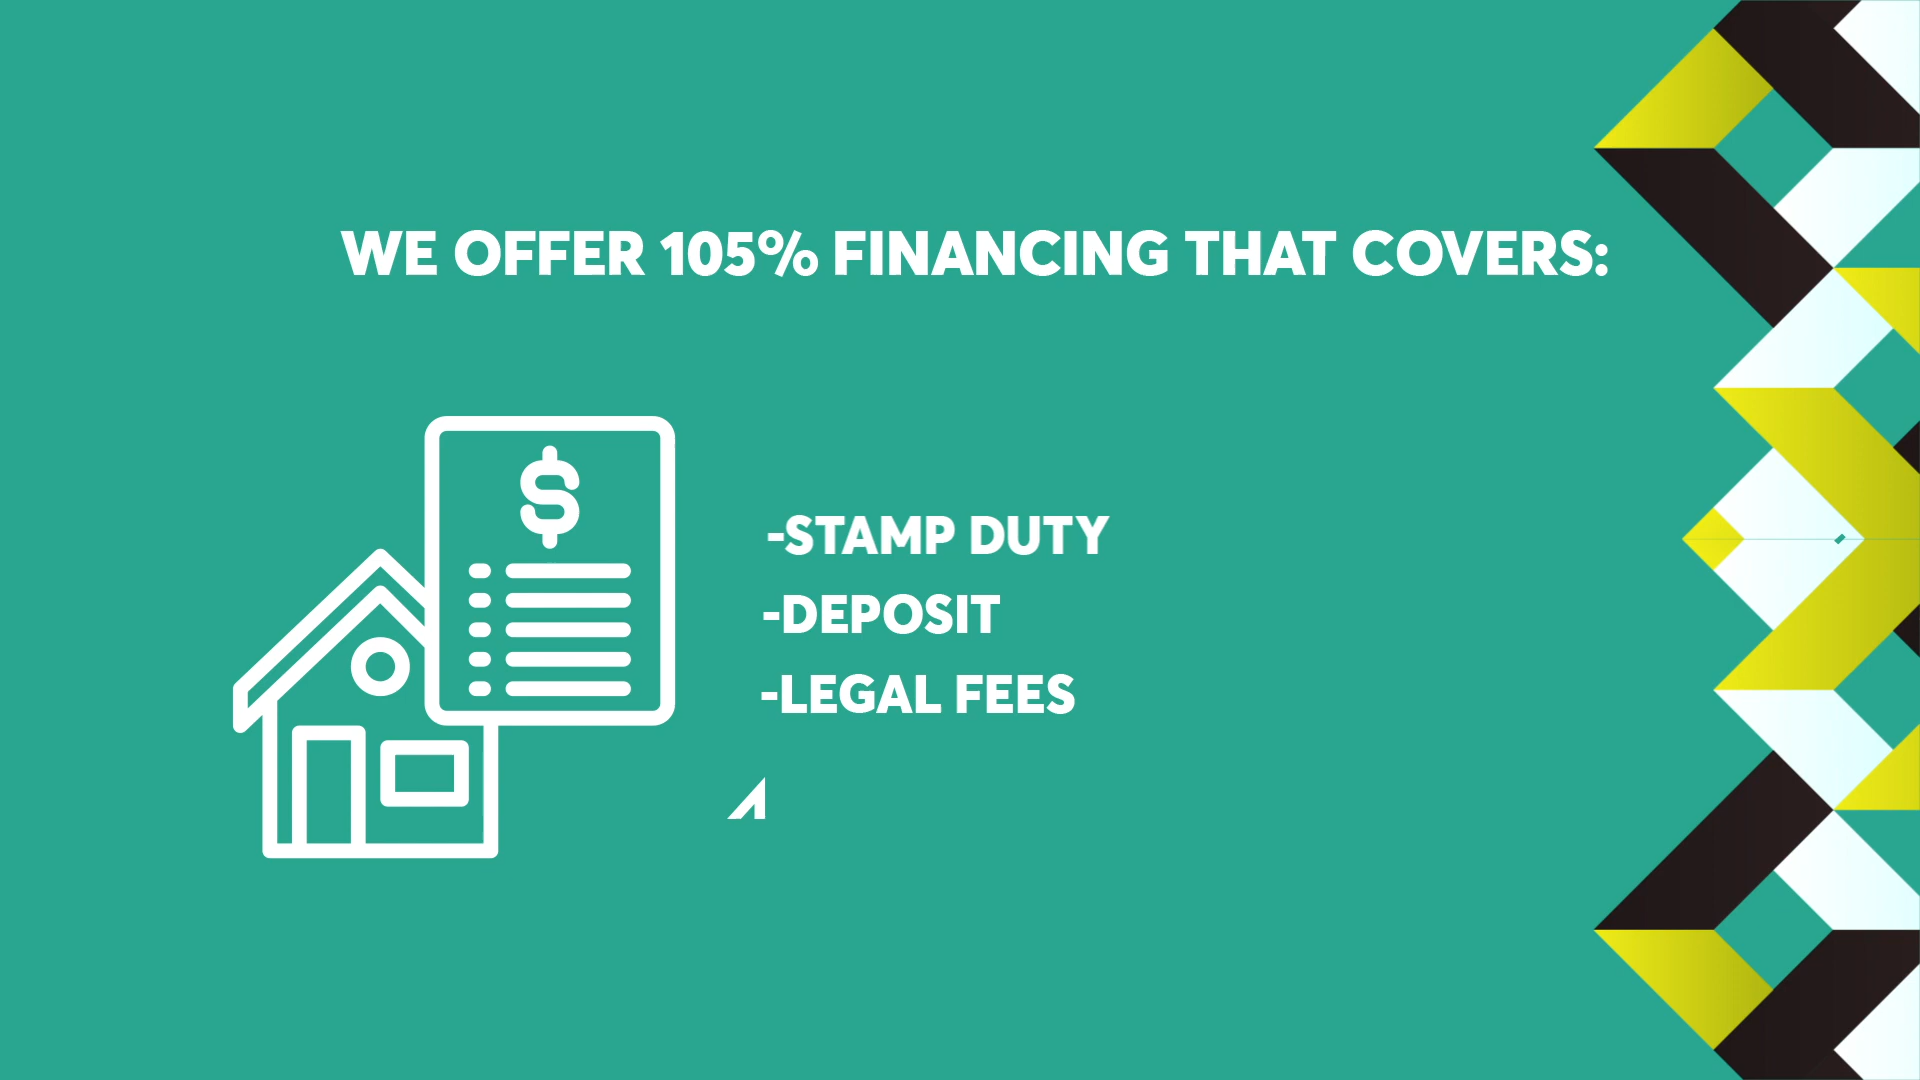 WE OFFER 105% FINANCING THAT COVERS:
$
-STAMP DUTY
-DEPOSIT
-LEGAL FEES